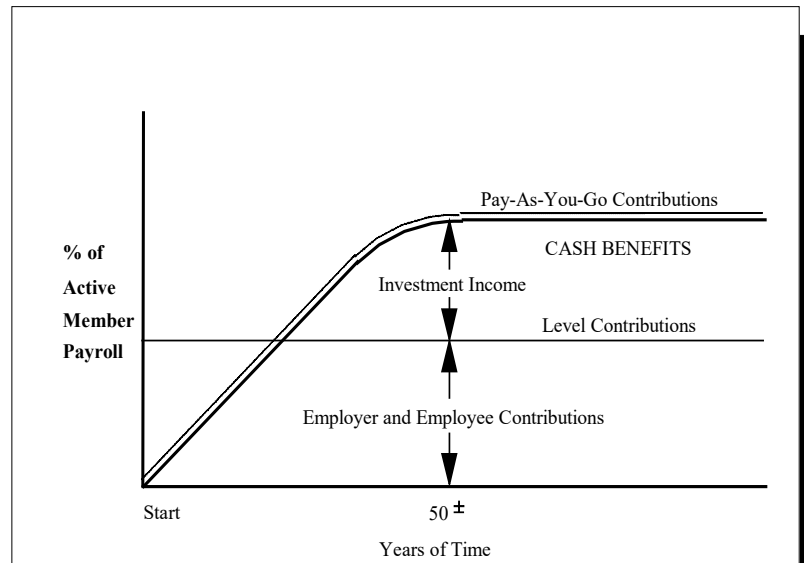 Pay-As-You-Go Contributions
CASH BENEFITS
% of
Active
Member
Payroll
Investment Income
Level Contributions
Employer and Employee Contributions
Start
50 ±
Years of Time